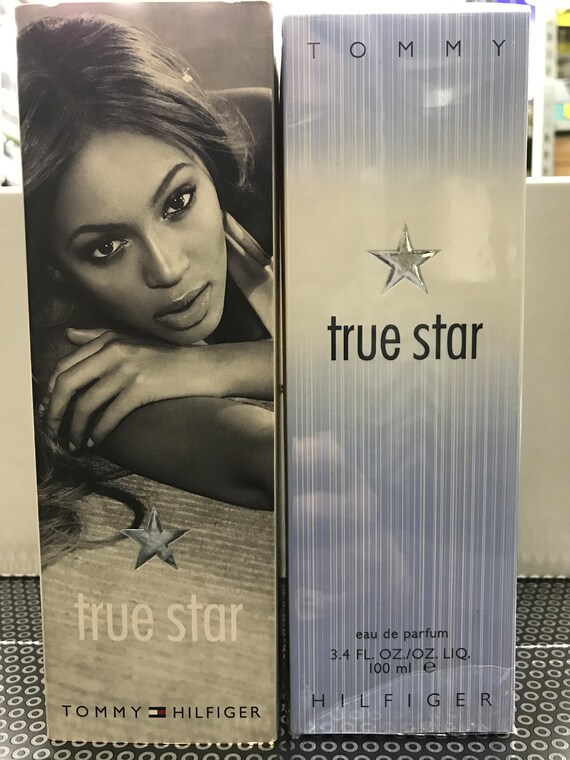 true star
TOMMY HILFIGER
TOMMY
true star
eau de parfum
3.4 FL. OZ./OZ. LIQ.
100 ml e
HILFIGER